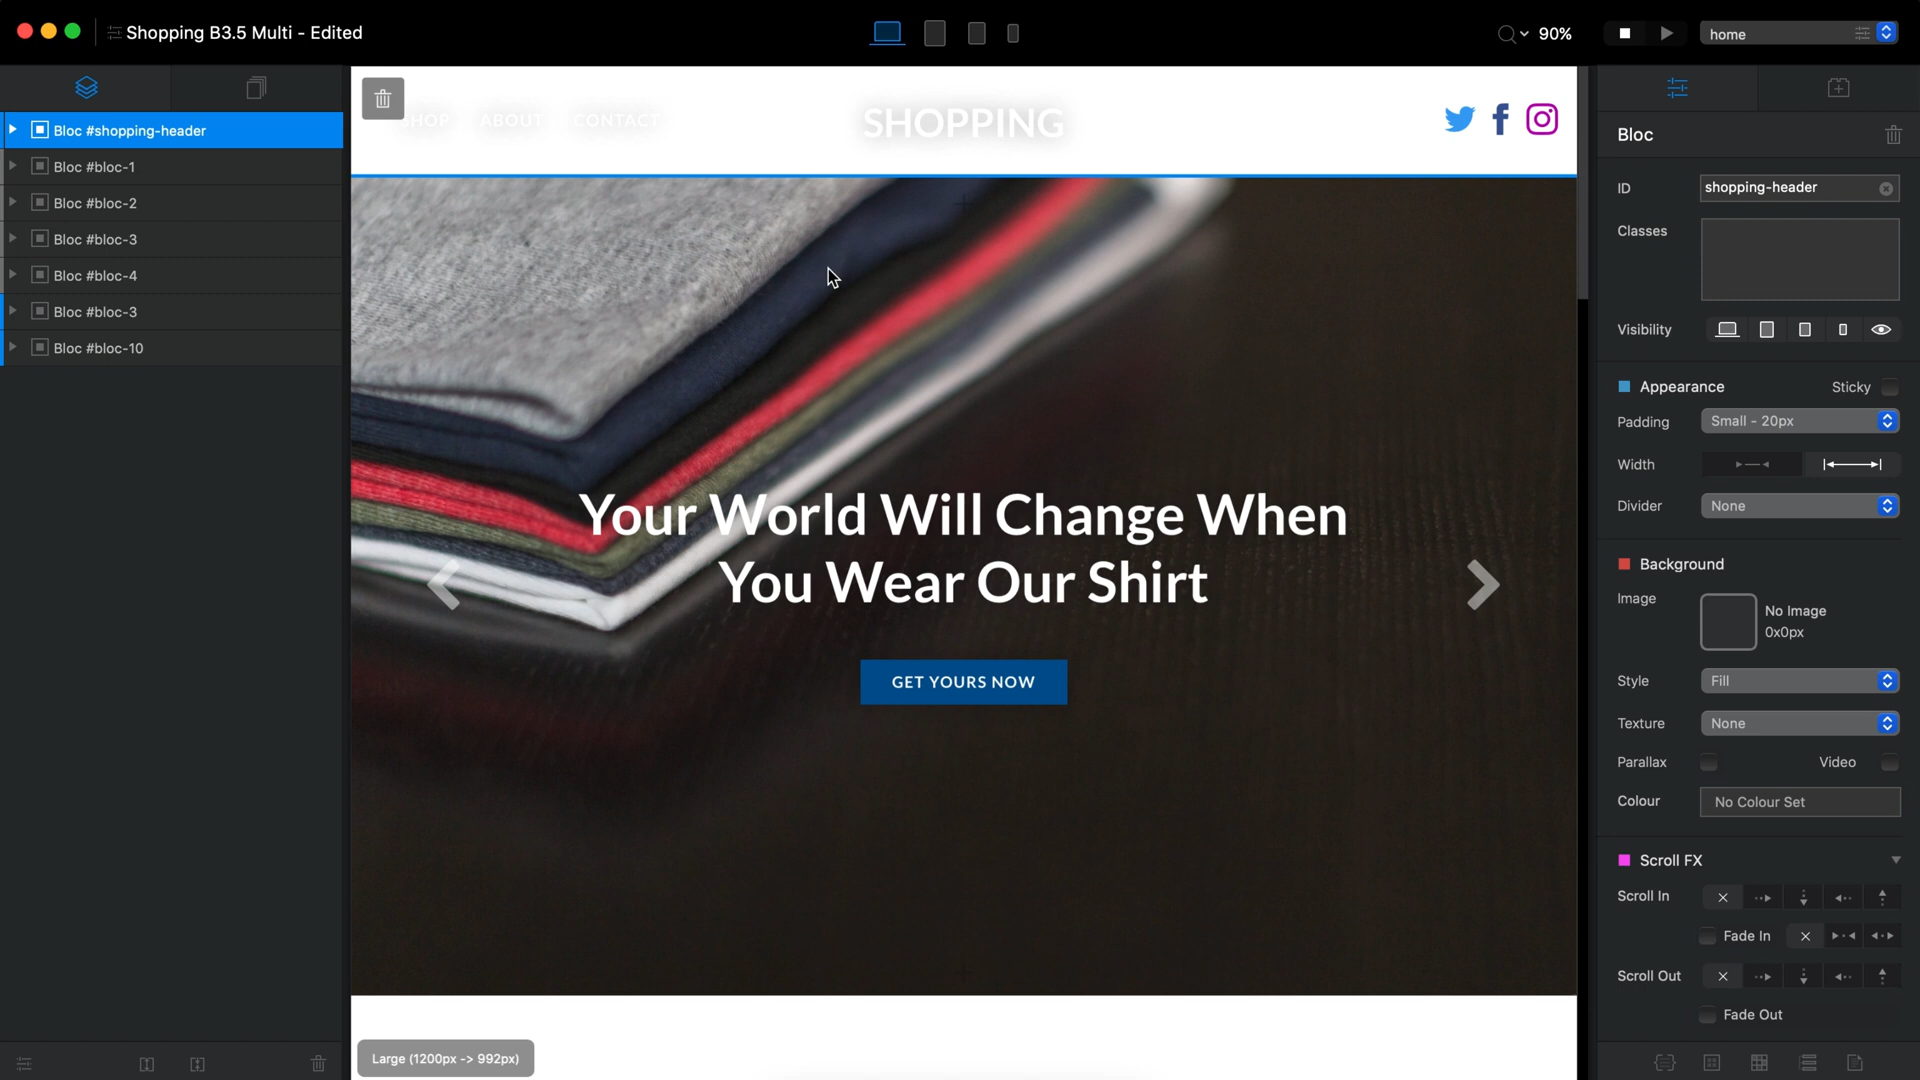 Shopping B3.5 Multi - Edited
90%
home
Bloc #shopping-header
Bloc #bloc-1
Bloc #bloc-2
Bloc #bloc-3
Bloc #bloc-4
Bloc #bloc-3
Bloc #bloc-10
SHOP ABOUT CONTACT
SHOPPING
Your World Will Change When
You Wear Our Shirt
GET YOURS NOW
Large (1200px -> 992px)
Bloc
ID shopping-header
Classes
Visibility
Appearance Sticky
Padding Small - 20px
Width
Divider None
Background
Image No Image
0x0px
Style Fill
Texture None
Parallax Video
Colour No Colour Set
Scroll FX
Scroll In
Fade In
Scroll Out
Fade Out